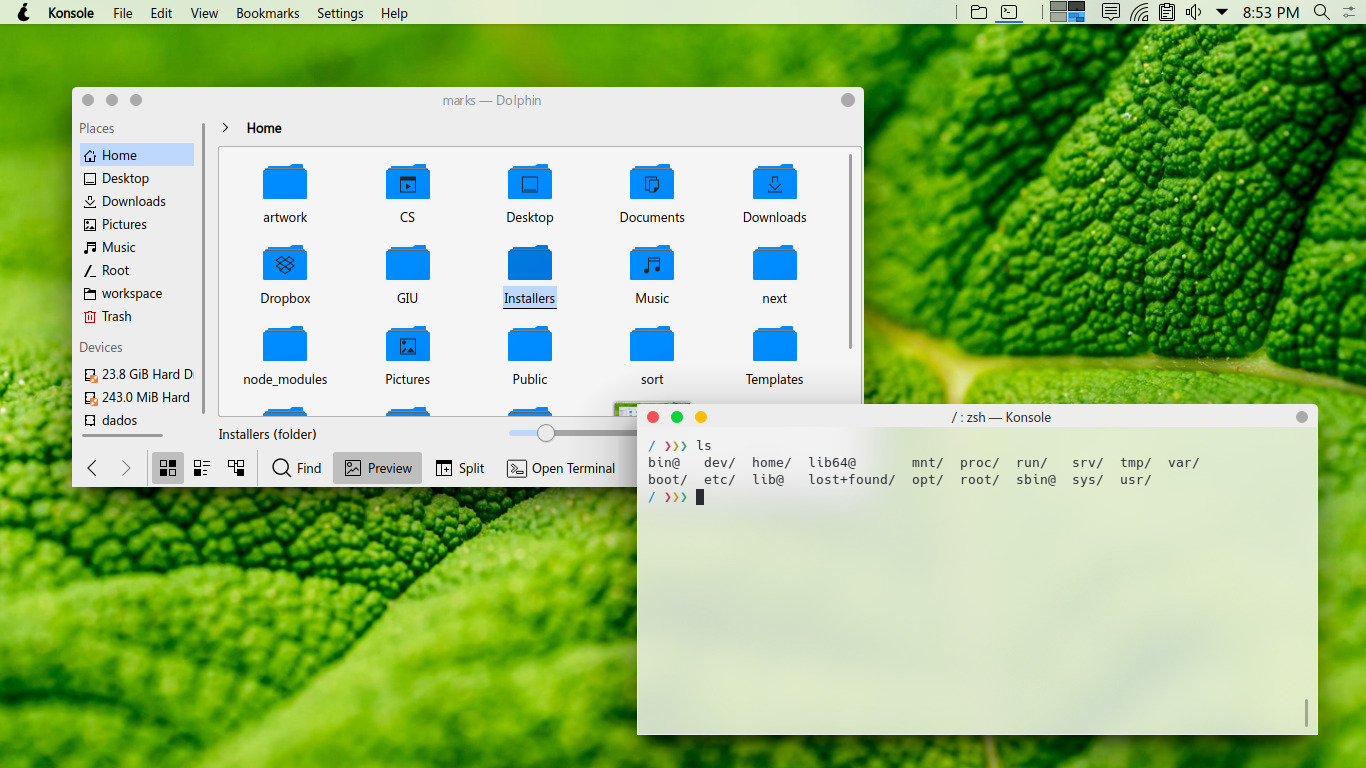 Konsole File Edit View Bookmarks Settings Help 8:53 PM
marks — Dolphin
Places
Home
Desktop
Downloads
Pictures
Music
Root
workspace
Trash
Devices
23.8 GiB Hard D
243.0 MiB Hard
dados
Home
artwork CS Desktop Documents Downloads
Dropbox GIU Installers Music next
node_modules Pictures Public sort Templates
Installers (folder)
Find Preview Split Open Terminal
/ : zsh — Konsole
/ ❯❯❯ ls
bin@ dev/ home/ lib64@ mnt/ proc/ run/ srv/ tmp/ var/
boot/ etc/ lib@ lost+found/ opt/ root/ sbin@ sys/ usr/
/ ❯❯❯